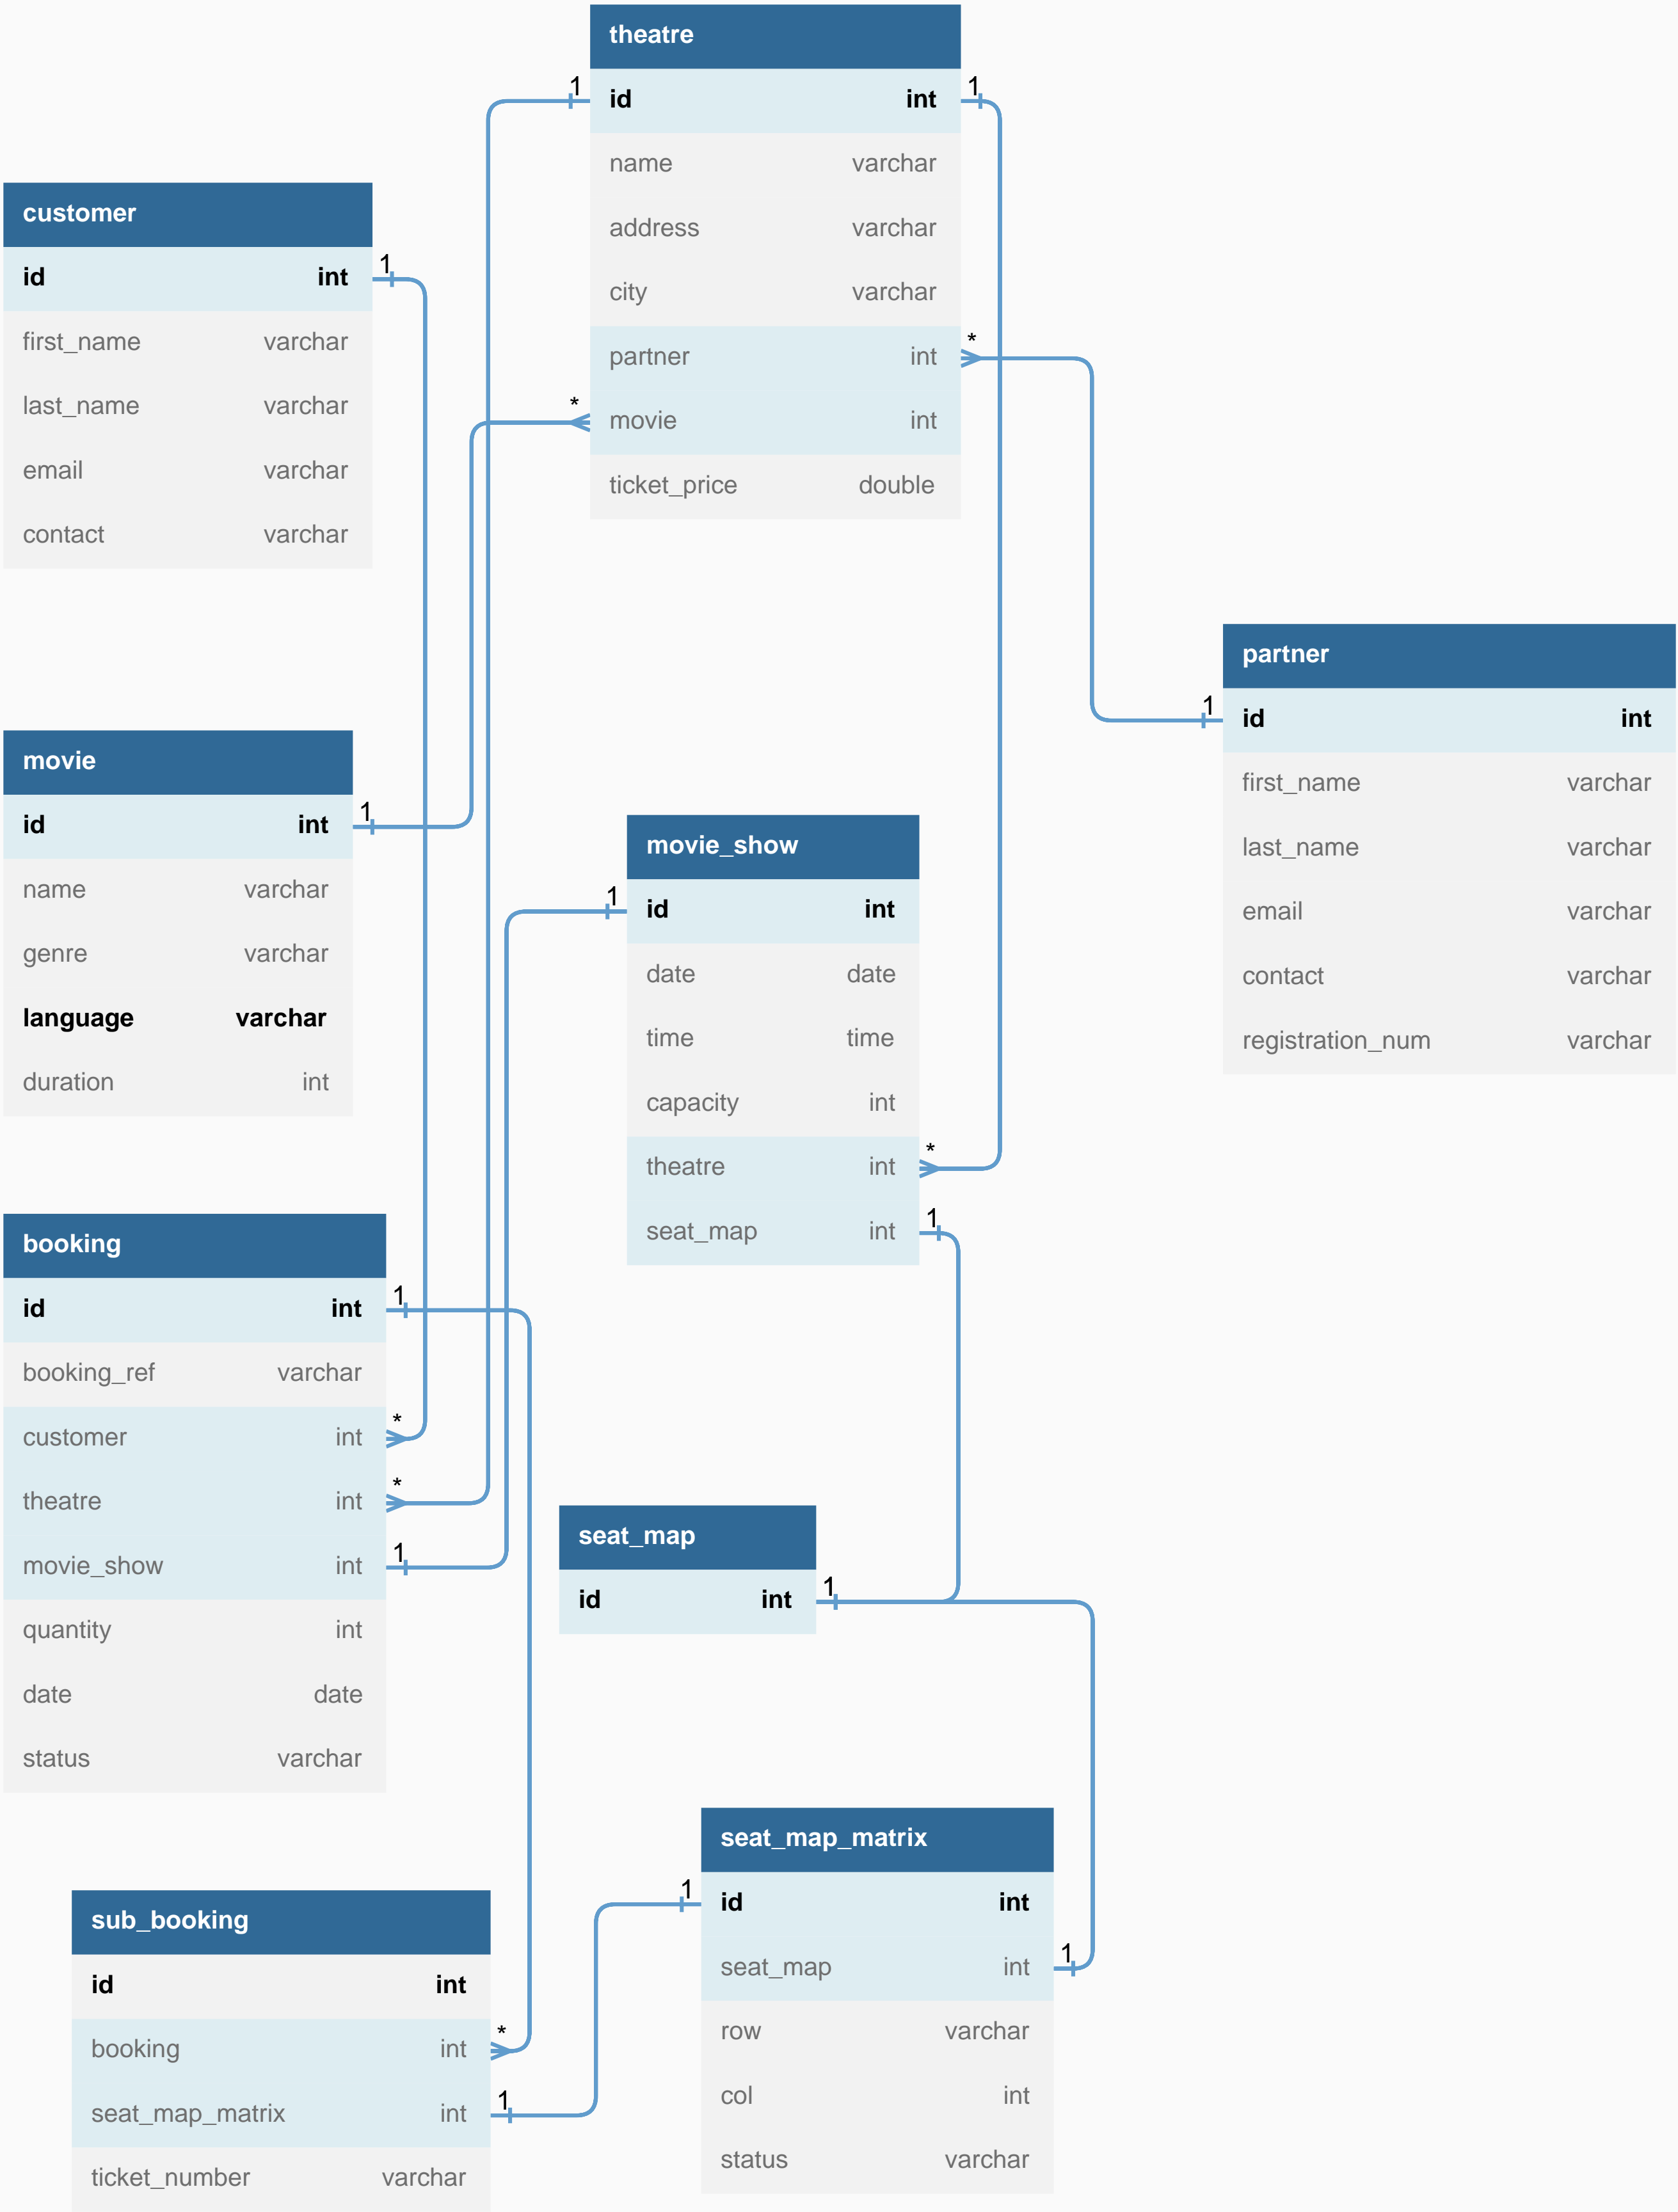 theatre
1 id int 1
name varchar
address varchar
city varchar
partner int *
* movie int
ticket_price double
customer
id int 1
first_name varchar
last_name varchar
email varchar
contact varchar
partner
1 id int
first_name varchar
last_name varchar
email varchar
contact varchar
registration_num varchar
movie
id int 1
name varchar
genre varchar
language varchar
duration int
movie_show
1 id int
date date
time time
capacity int
theatre int *
seat_map int 1
booking
id int 1
booking_ref varchar
customer int *
theatre int *
movie_show int 1
quantity int
date date
status varchar
seat_map
id int 1
seat_map_matrix
1 id int
seat_map int 1
row varchar
col int
status varchar
sub_booking
id int
booking int *
seat_map_matrix int 1
ticket_number varchar